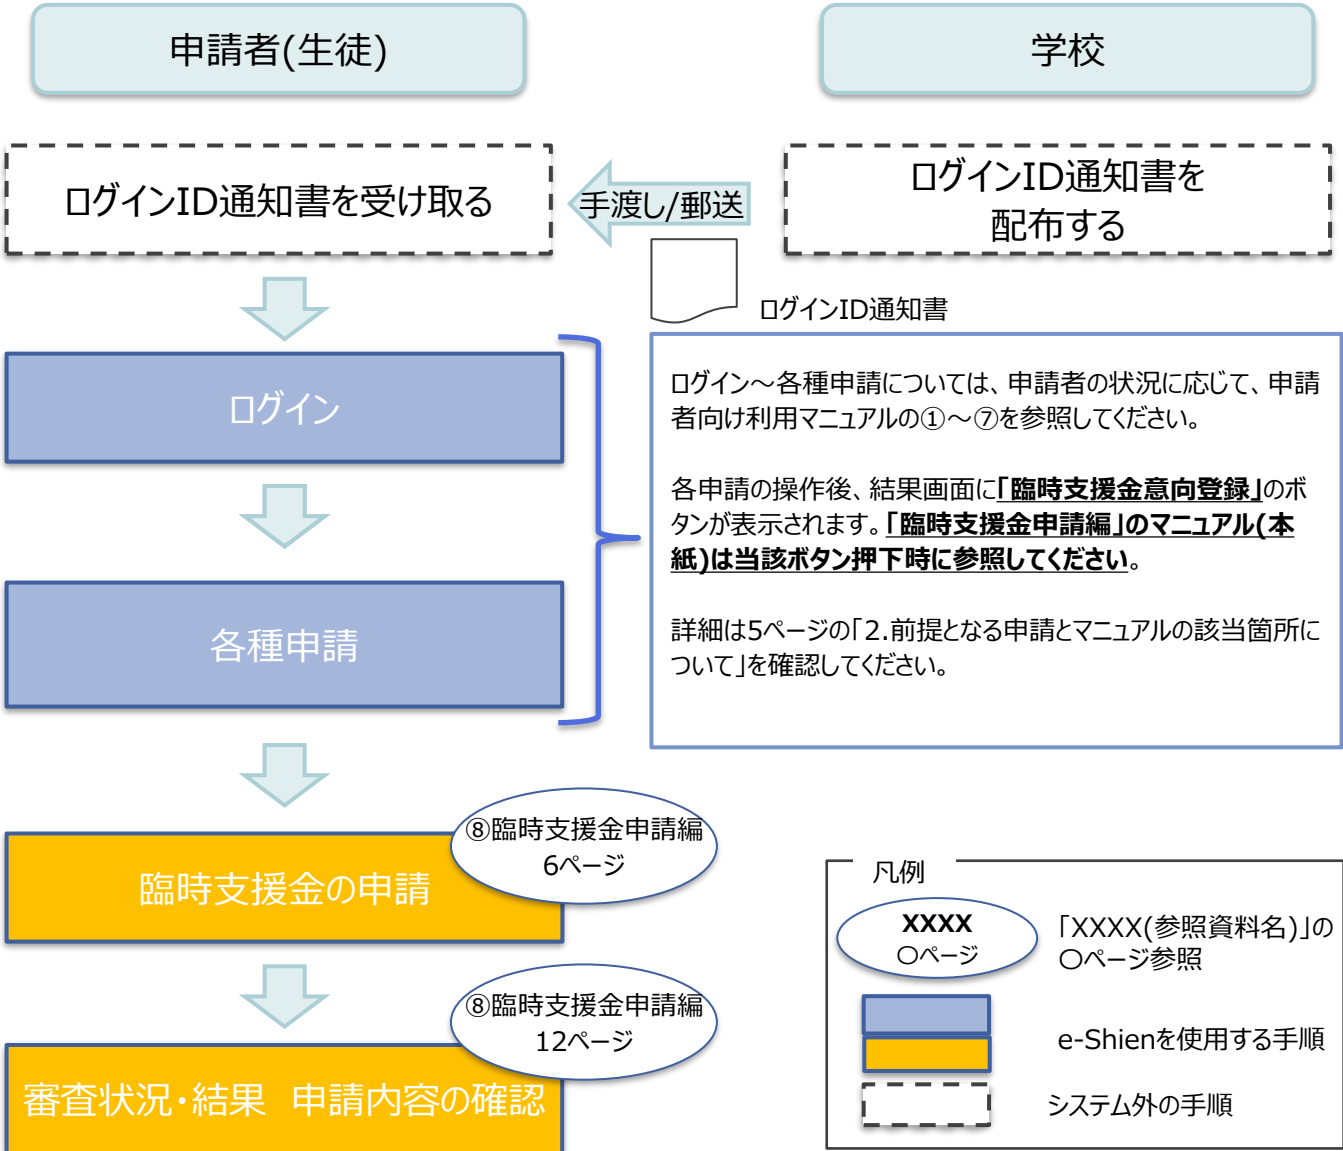 申請者(生徒)
学校
ログインID通知書を受け取る
手渡し/郵送
ログインID通知書を
配布する
ログインID通知書
ログイン
ログイン～各種申請については、申請者の状況に応じて、申請
者向け利用マニュアルの①～⑦を参照してください。
各申請の操作後、結果画面に「臨時支援金意向登録」のボ
タンが表示されます。「臨時支援金申請編」のマニュアル(本
紙)は当該ボタン押下時に参照してください。
詳細は5ページの「2.前提となる申請とマニュアルの該当箇所に
ついて」を確認してください。
各種申請
⑧臨時支援金申請編
6ページ
臨時支援金の申請
⑧臨時支援金申請編
12ページ
審査状況・結果　申請内容の確認
凡例
XXXX
〇ページ
「XXXX(参照資料名)」の
〇ページ参照
e-Shienを使用する手順
システム外の手順